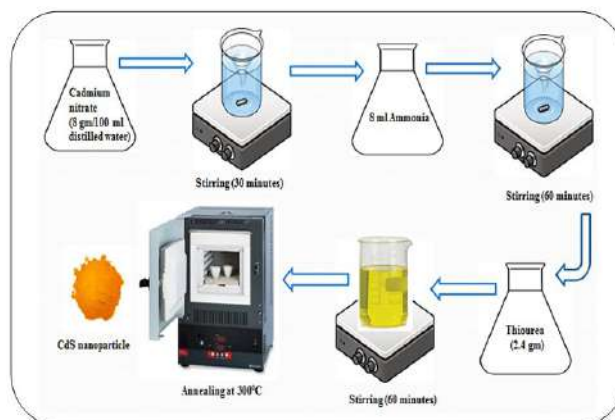 Cadmium
nitrate
(8 gm/100 ml
distilled water)
Stirring (30 minutes)
8 ml Ammonia
Stirring (60 minutes)
Thiourea
(2.4 gm)
Stirring (60 minutes)
Annealing at 300⁰C
CdS nanoparticle